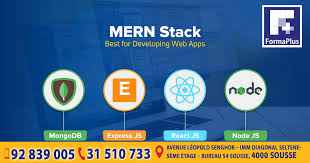 MERN Stack
Best for Developing Web Apps
FormaPlus
E
node
MongoDB
Express JS
React JS
Node JS
92 839 005
31 510 733
AVENUE LÉOPOLD SENGHOR - IMM DIAGONAL SELTENE-
5ÈME ÉTAGE - BUREAU 54 SOUSSE, 4000 SOUSSE